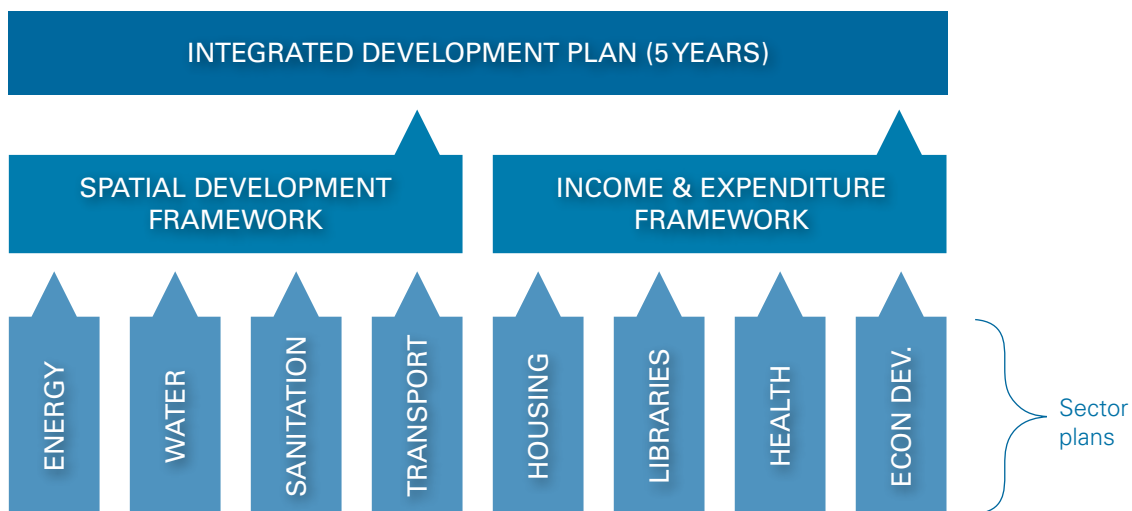 INTEGRATED DEVELOPMENT PLAN (5 YEARS)
SPATIAL DEVELOPMENT
FRAMEWORK
INCOME & EXPENDITURE
FRAMEWORK
ENERGY
WATER
SANITATION
TRANSPORT
HOUSING
LIBRARIES
HEALTH
ECON DEV.
Sector
plans